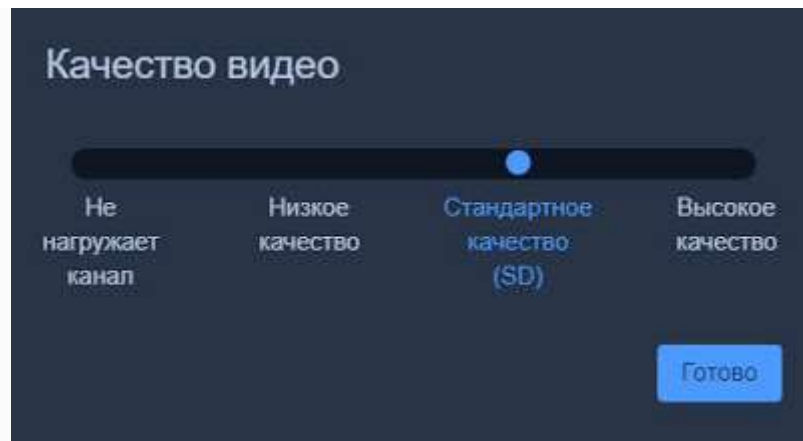 Качество видео
Не нагружает канал
Низкое качество
Стандартное качество (SD)
Высокое качество
Готово